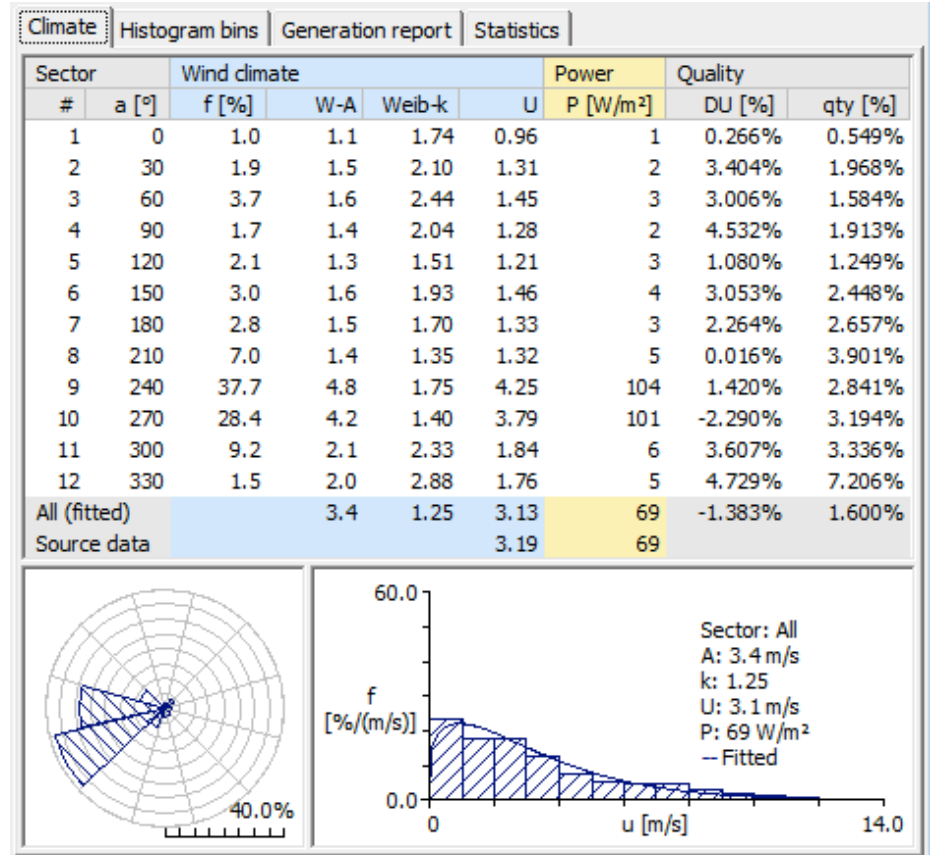 Climate Histogram bins Generation report Statistics
Sector Wind climate Power Quality
# a [°] f [%] W-A Weib-k U P [W/m²] DU [%] qty [%]
1 0 1.0 1.1 1.74 0.96 1 0.266% 0.549%
2 30 1.9 1.5 2.10 1.31 2 3.404% 1.968%
3 60 3.7 1.6 2.44 1.45 3 3.006% 1.584%
4 90 1.7 1.4 2.04 1.28 2 4.532% 1.913%
5 120 2.1 1.3 1.51 1.21 3 1.080% 1.249%
6 150 3.0 1.6 1.93 1.46 4 3.053% 2.448%
7 180 2.8 1.5 1.70 1.33 3 2.264% 2.657%
8 210 7.0 1.4 1.35 1.32 5 0.016% 3.901%
9 240 37.7 4.8 1.75 4.25 104 1.420% 2.841%
10 270 28.4 4.2 1.40 3.79 101 -2.290% 3.194%
11 300 9.2 2.1 2.33 1.84 6 3.607% 3.336%
12 330 1.5 2.0 2.88 1.76 5 4.729% 7.206%
All (fitted) 3.4 1.25 3.13 69 -1.383% 1.600%
Source data 3.19 69
40.0%
60.0
f
[%/(m/s)]
0.0
0 u [m/s] 14.0
Sector: All
A: 3.4 m/s
k: 1.25
U: 3.1 m/s
P: 69 W/m²
-- Fitted